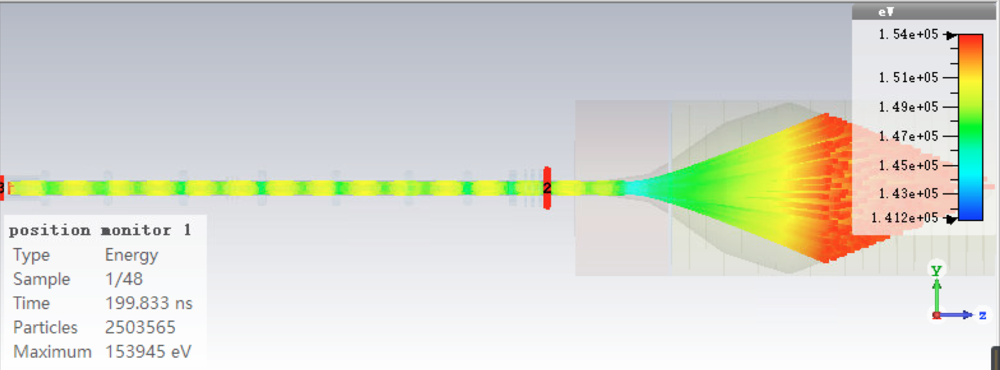 eV
1.54e+05
1.51e+05
1.49e+05
1.47e+05
1.45e+05
1.43e+05
1.412e+05
3
2
position monitor 1
Type Energy
Sample 1/48
Time 199.833 ns
Particles 2503565
Maximum 153945 eV
Y
z